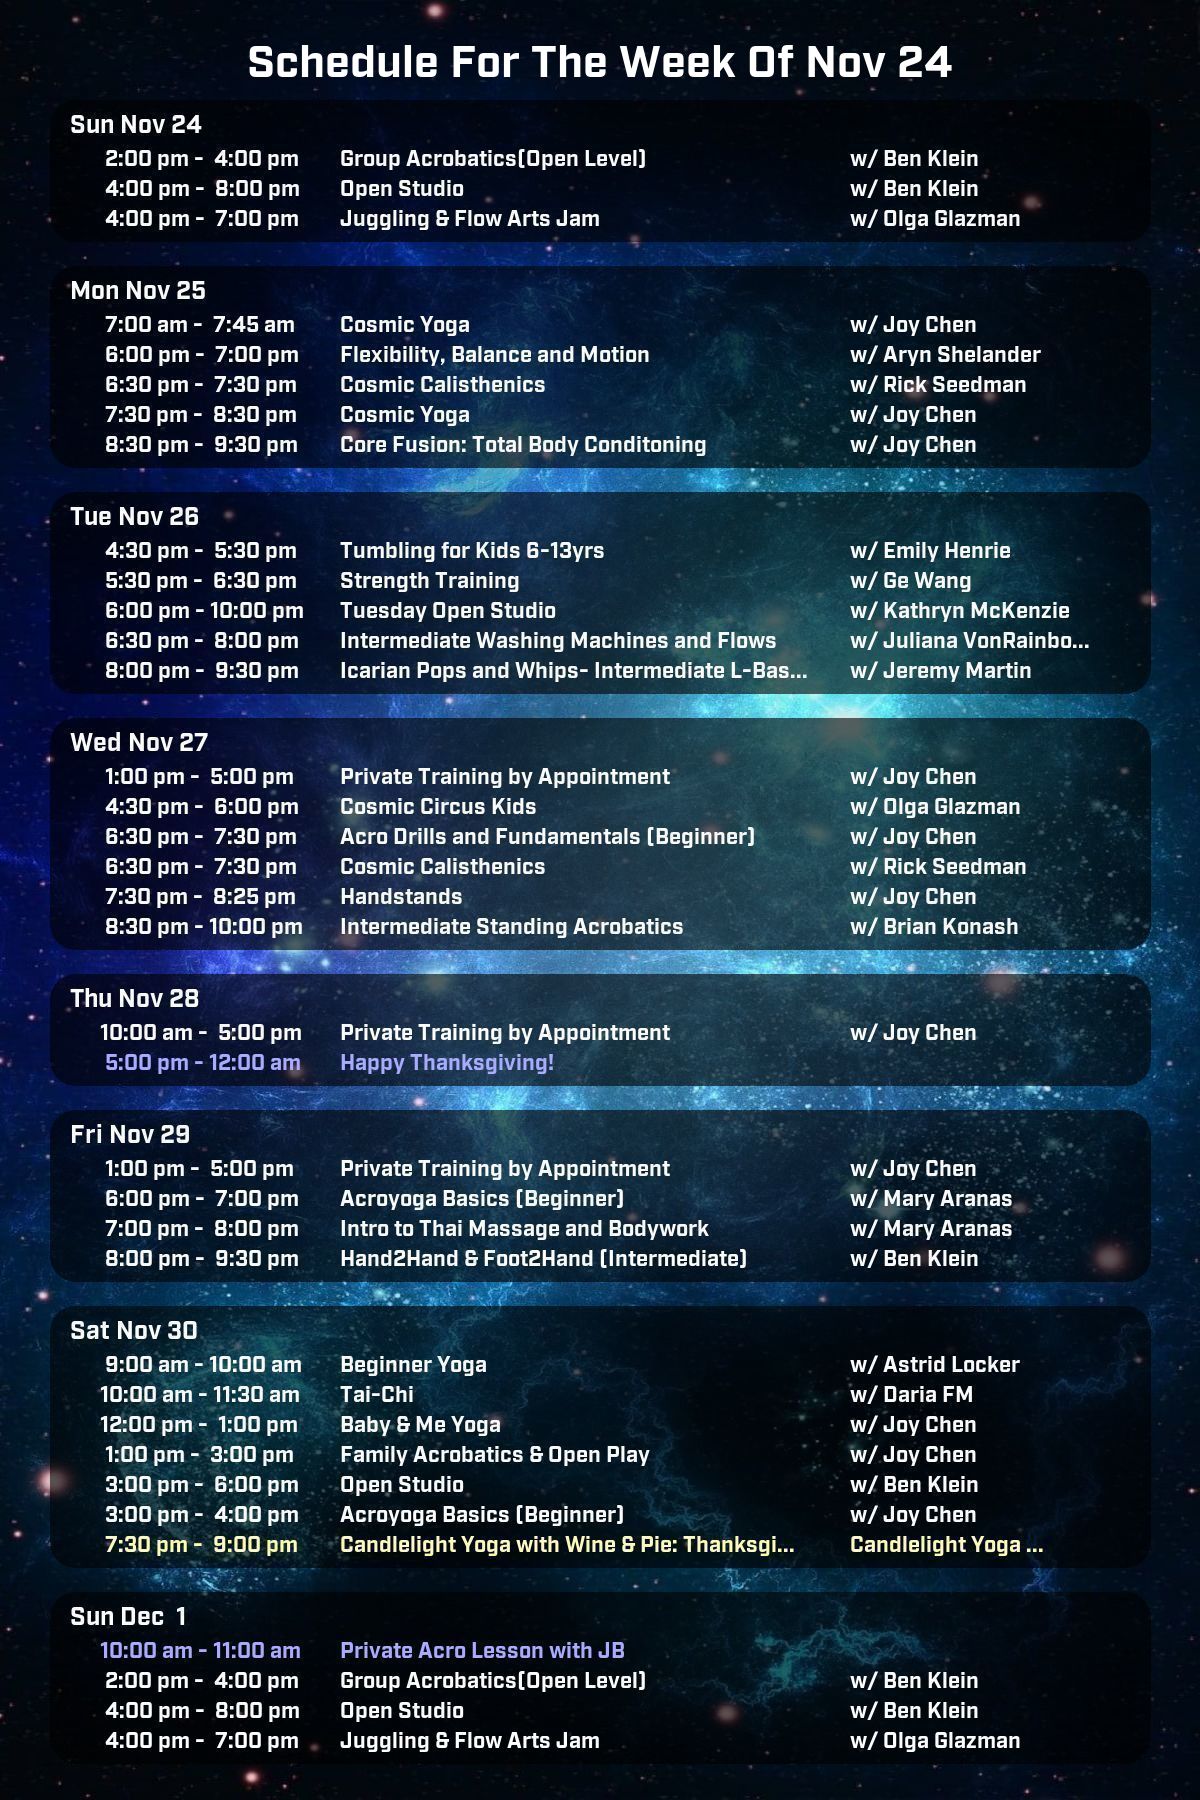 Schedule For The Week Of Nov 24
Sun Nov 24
2:00 pm - 4:00 pm Group Acrobatics(Open Level) w/ Ben Klein
4:00 pm - 8:00 pm Open Studio w/ Ben Klein
4:00 pm - 7:00 pm Juggling & Flow Arts Jam w/ Olga Glazman
Mon Nov 25
7:00 am - 7:45 am Cosmic Yoga w/ Joy Chen
6:00 pm - 7:00 pm Flexibility, Balance and Motion w/ Aryn Shelander
6:30 pm - 7:30 pm Cosmic Calisthenics w/ Rick Seedman
7:30 pm - 8:30 pm Cosmic Yoga w/ Joy Chen
8:30 pm - 9:30 pm Core Fusion: Total Body Conditoning w/ Joy Chen
Tue Nov 26
4:30 pm - 5:30 pm Tumbling for Kids 6-13yrs w/ Emily Henrie
5:30 pm - 6:30 pm Strength Training w/ Ge Wang
6:00 pm - 10:00 pm Tuesday Open Studio w/ Kathryn McKenzie
6:30 pm - 8:00 pm Intermediate Washing Machines and Flows w/ Juliana VonRainbo...
8:00 pm - 9:30 pm Icarian Pops and Whips- Intermediate L-Bas... w/ Jeremy Martin
Wed Nov 27
1:00 pm - 5:00 pm Private Training by Appointment w/ Joy Chen
4:30 pm - 6:00 pm Cosmic Circus Kids w/ Olga Glazman
6:30 pm - 7:30 pm Acro Drills and Fundamentals (Beginner) w/ Joy Chen
6:30 pm - 7:30 pm Cosmic Calisthenics w/ Rick Seedman
7:30 pm - 8:25 pm Handstands w/ Joy Chen
8:30 pm - 10:00 pm Intermediate Standing Acrobatics w/ Brian Konash
Thu Nov 28
10:00 am - 5:00 pm Private Training by Appointment w/ Joy Chen
5:00 pm - 12:00 am Happy Thanksgiving!
Fri Nov 29
1:00 pm - 5:00 pm Private Training by Appointment w/ Joy Chen
6:00 pm - 7:00 pm Acroyoga Basics (Beginner) w/ Mary Aranas
7:00 pm - 8:00 pm Intro to Thai Massage and Bodywork w/ Mary Aranas
8:00 pm - 9:30 pm Hand2Hand & Foot2Hand (Intermediate) w/ Ben Klein
Sat Nov 30
9:00 am - 10:00 am Beginner Yoga w/ Astrid Locker
10:00 am - 11:30 am Tai-Chi w/ Daria FM
12:00 pm - 1:00 pm Baby & Me Yoga w/ Joy Chen
1:00 pm - 3:00 pm Family Acrobatics & Open Play w/ Joy Chen
3:00 pm - 6:00 pm Open Studio w/ Ben Klein
3:00 pm - 4:00 pm Acroyoga Basics (Beginner) w/ Joy Chen
7:30 pm - 9:00 pm Candlelight Yoga with Wine & Pie: Thanksgi... Candlelight Yoga ...
Sun Dec 1
10:00 am - 11:00 am Private Acro Lesson with JB
2:00 pm - 4:00 pm Group Acrobatics(Open Level) w/ Ben Klein
4:00 pm - 8:00 pm Open Studio w/ Ben Klein
4:00 pm - 7:00 pm Juggling & Flow Arts Jam w/ Olga Glazman